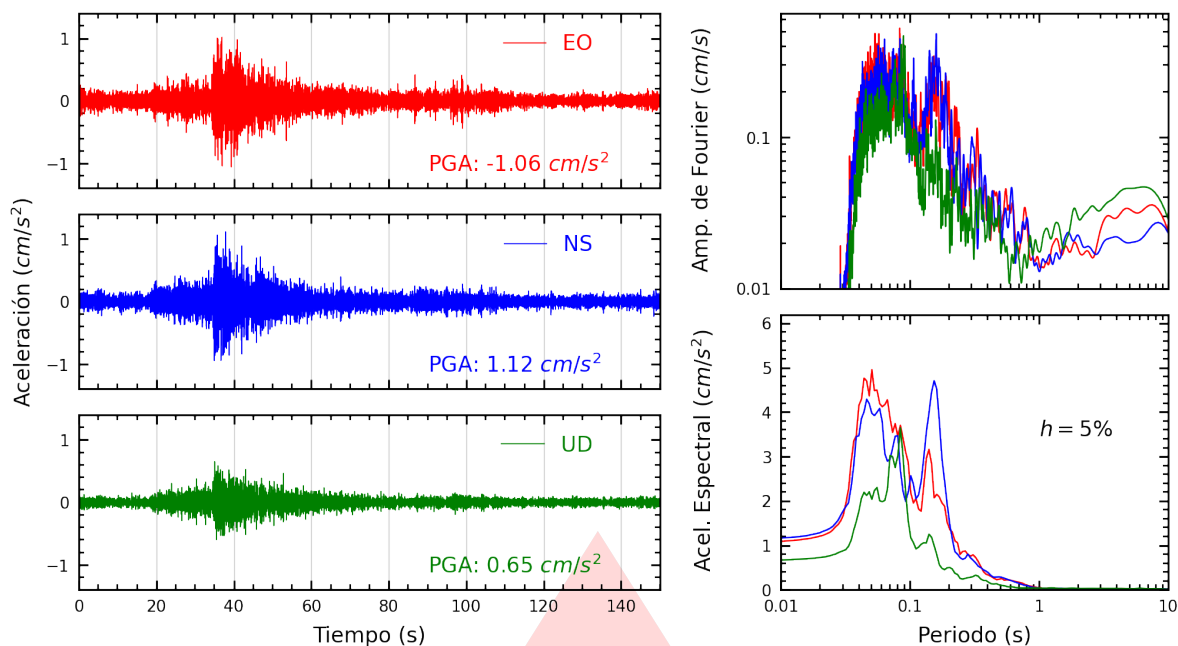 Aceleración (cm/s²)
1
0
−1
EO
PGA: -1.06 cm/s²
1
0
−1
NS
PGA: 1.12 cm/s²
1
0
−1
UD
PGA: 0.65 cm/s²
0 20 40 60 80 100 120 140
Tiempo (s)
Amp. de Fourier (cm/s)
0.1
0.01
Acel. Espectral (cm/s²)
6
5
4
3
2
1
0
h = 5%
0.01 0.1 1 10
Periodo (s)